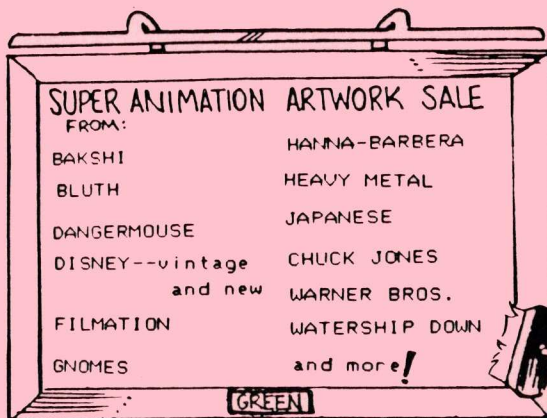 SUPER ANIMATION ARTWORK SALE
FROM:
BAKSHI
BLUTH
DANGERMOUSE
DISNEY--vintage
and new
FILMATION
GNOMES
HANNA-BARBERA
HEAVY METAL
JAPANESE
CHUCK JONES
WARNER BROS.
WATERSHIP DOWN
and more!
GREEN